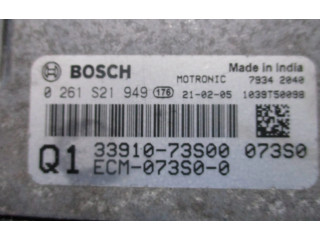 BOSCH MOTRONIC Made in India
7934 2040
0 261 S21 949 176 21-02-05 1039T50098
Q1 33910-73S00 073S0
ECM-073S0-0